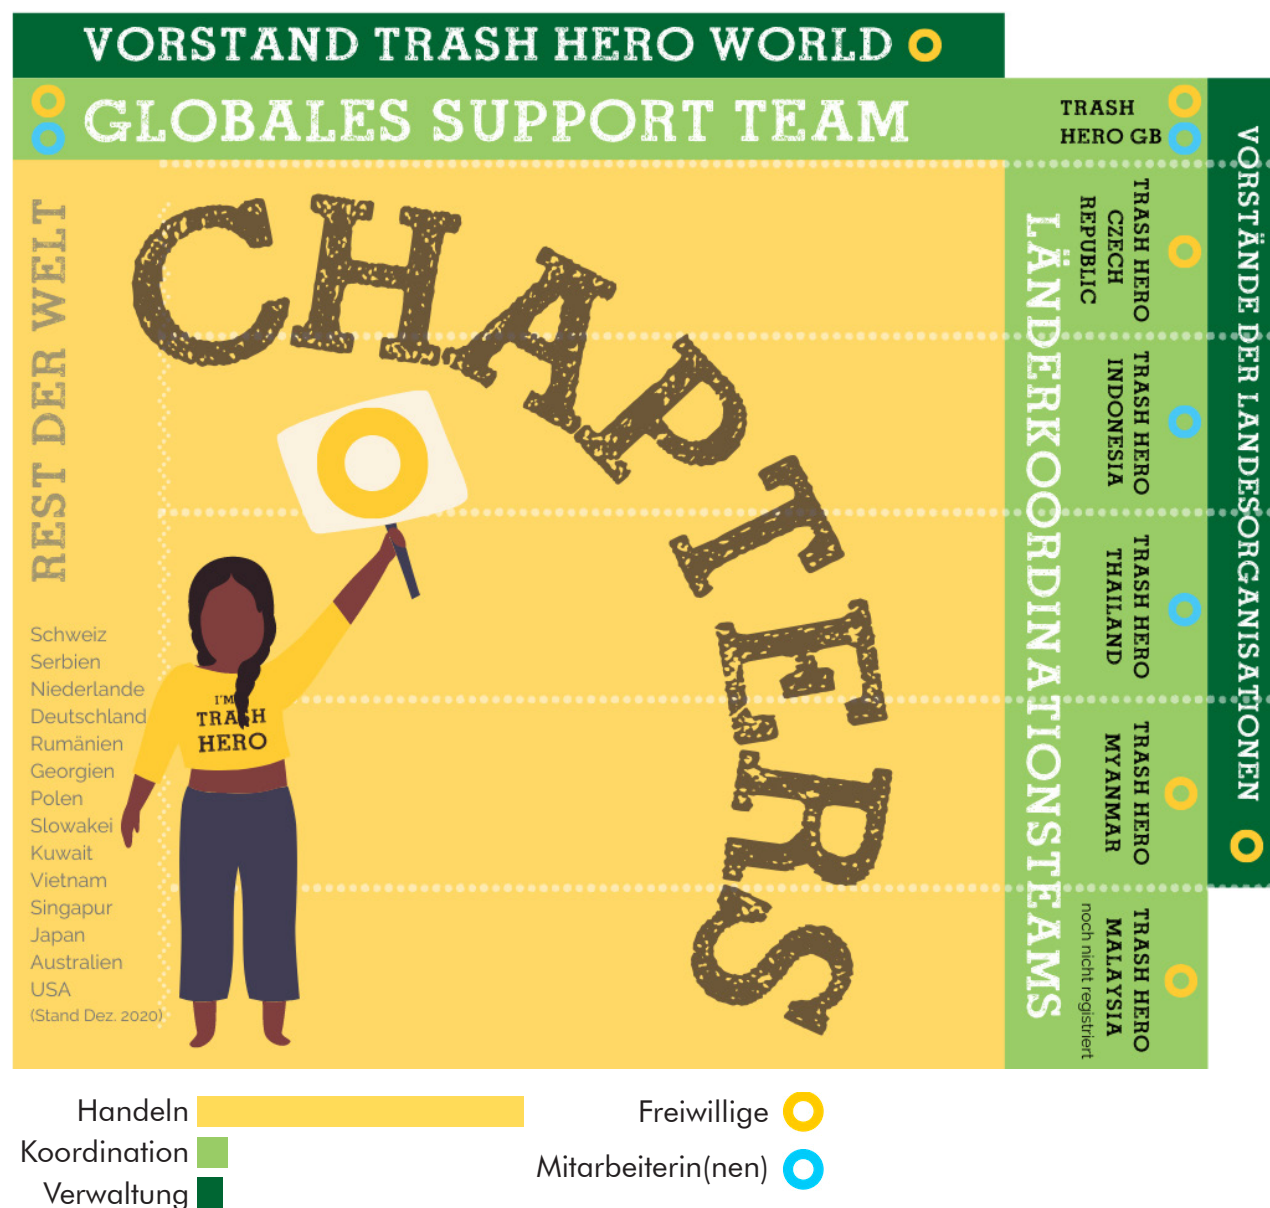 VORSTAND TRASH HERO WORLD
GLOBALES SUPPORT TEAM
TRASH
HERO GB
VORSTÄNDE DER LANDESORGANISATIONEN
LÄNDERKOORDINATIONSTEAMS
TRASH HERO
CZECH
REPUBLIC
TRASH HERO
INDONESIA
TRASH HERO
THAILAND
TRASH HERO
MYANMAR
TRASH HERO
MALAYSIA
noch nicht registriert
CHAPTERS
REST DER WELT
Schweiz
Serbien
Niederlande
Deutschland
Rumänien
Georgien
Polen
Slowakei
Kuwait
Vietnam
Singapur
Japan
Australien
USA
(Stand Dez. 2020)
I'M
TRASH
HERO
Handeln
Koordination
Verwaltung
Freiwillige
Mitarbeiterin(nen)